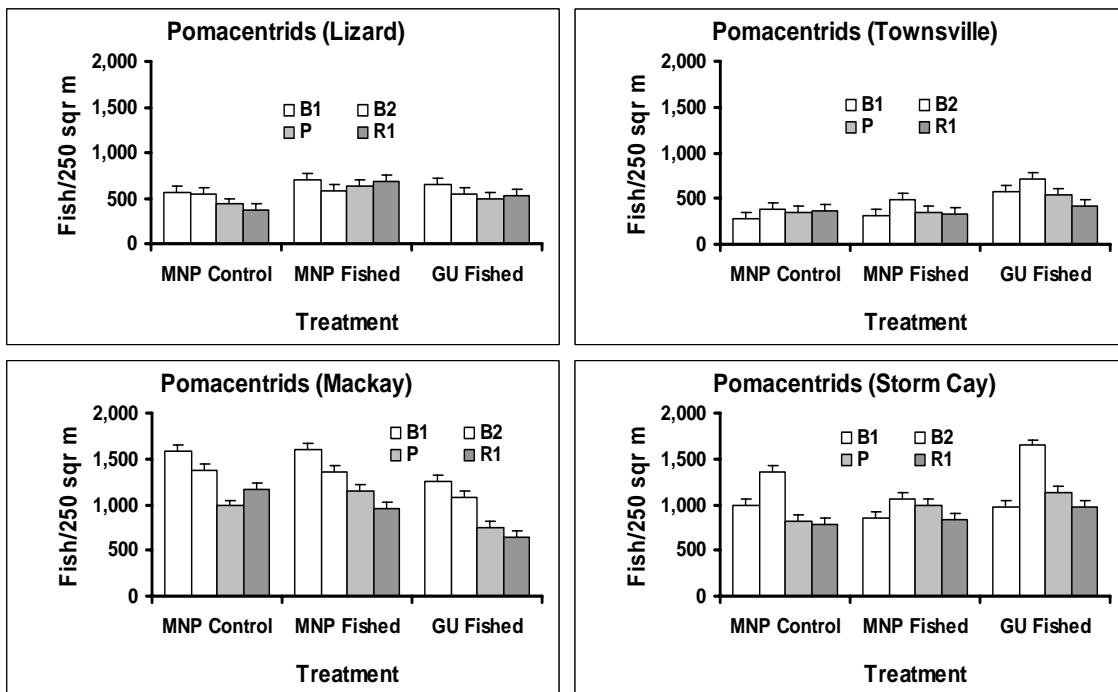 Pomacentrids (Lizard)
Fish/250 sqr m
2,000
1,500
1,000
500
0
B1 B2
P R1
MNP Control MNP Fished GU Fished
Treatment
Pomacentrids (Townsville)
Fish/250 sqr m
2,000
1,500
1,000
500
0
B1 B2
P R1
MNP Control MNP Fished GU Fished
Treatment
Pomacentrids (Mackay)
Fish/250 sqr m
2,000
1,500
1,000
500
0
B1 B2
P R1
MNP Control MNP Fished GU Fished
Treatment
Pomacentrids (Storm Cay)
Fish/250 sqr m
2,000
1,500
1,000
500
0
B1 B2
P R1
MNP Control MNP Fished GU Fished
Treatment